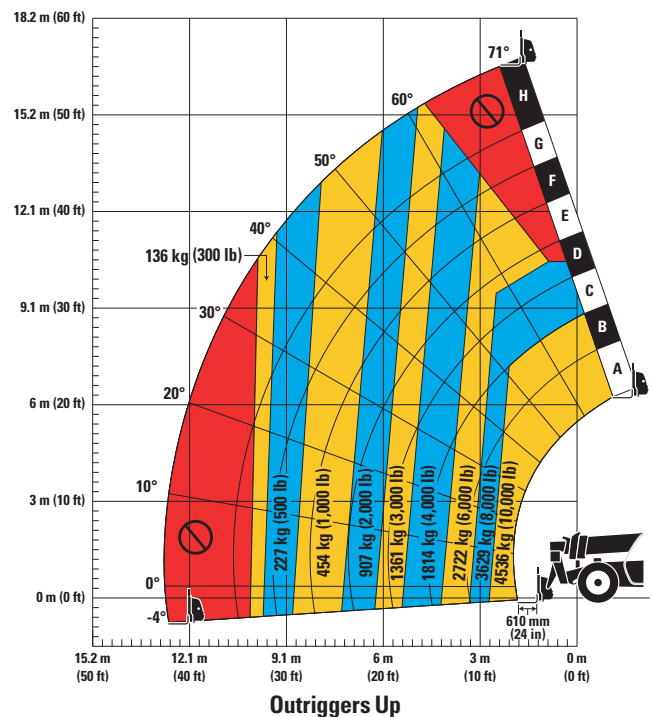 18.2 m (60 ft)
71°
H
60°
15.2 m (50 ft)
G
50°
F
12.1 m (40 ft)
E
40°
136 kg (300 lb)
D
C
9.1 m (30 ft)
30°
B
A
6 m (20 ft)
20°
3 m (10 ft)
10°
227 kg (500 lb)
454 kg (1,000 lb)
907 kg (2,000 lb)
1361 kg (3,000 lb)
1814 kg (4,000 lb)
2722 kg (6,000 lb)
3629 kg (8,000 lb)
4536 kg (10,000 lb)
0°
0 m (0 ft)
-4°
610 mm
(24 in)
15.2 m
(50 ft)
12.1 m
(40 ft)
9.1 m
(30 ft)
6 m
(20 ft)
3 m
(10 ft)
0 m
(0 ft)
Outriggers Up